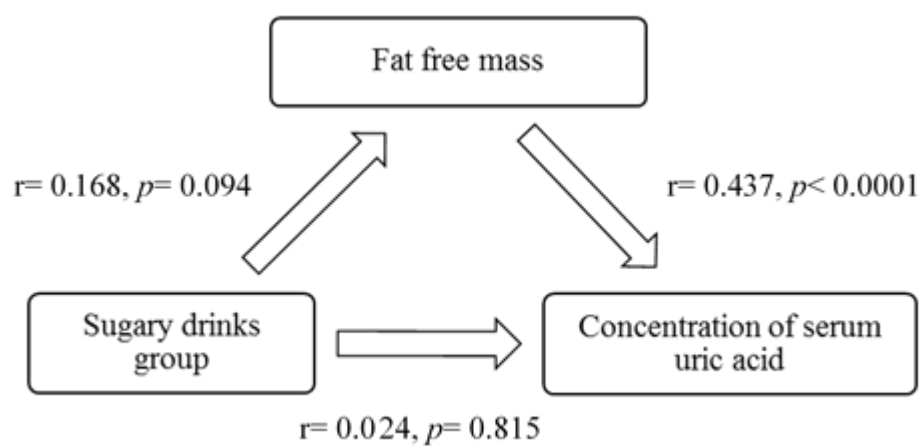 Fat free mass
r= 0.168, p= 0.094
r= 0.437, p< 0.0001
Sugary drinks
group
Concentration of serum
uric acid
r= 0.024, p= 0.815